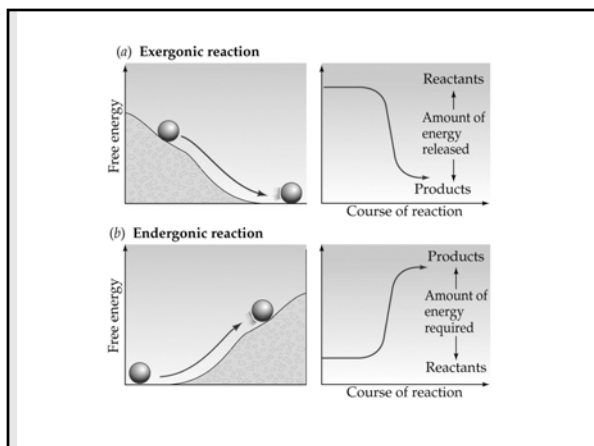 (a) Exergonic reaction
Free energy
Reactants
Amount of
energy
released
Products
Course of reaction
(b) Endergonic reaction
Free energy
Products
Amount of
energy
required
Reactants
Course of reaction